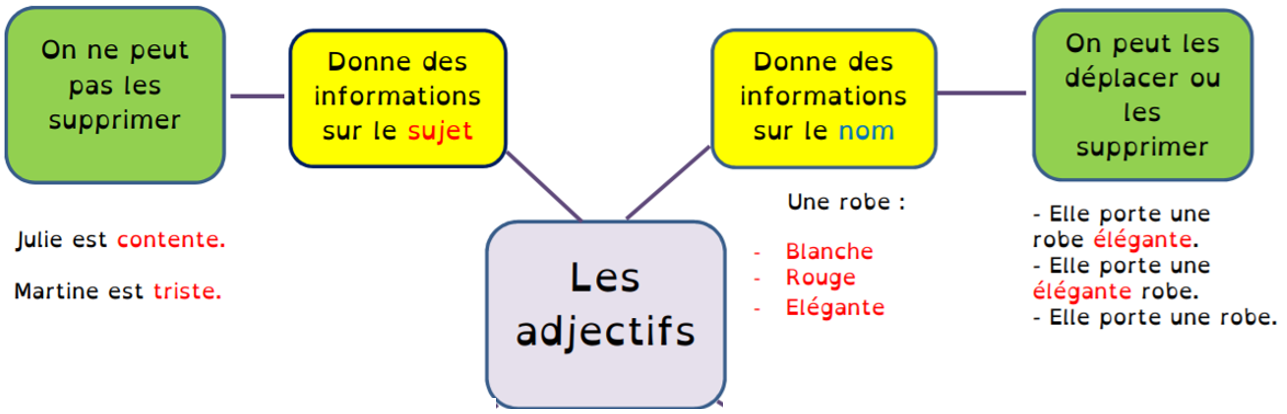 On ne peut
pas les
supprimer
Donne des
informations
sur le sujet
Donne des
informations
sur le nom
On peut les
déplacer ou
les
supprimer
Julie est contente.
Martine est triste.
Les
adjectifs
Une robe :
- Blanche
- Rouge
- Elégante
- Elle porte une
robe élégante.
- Elle porte une
élégante robe.
- Elle porte une robe.